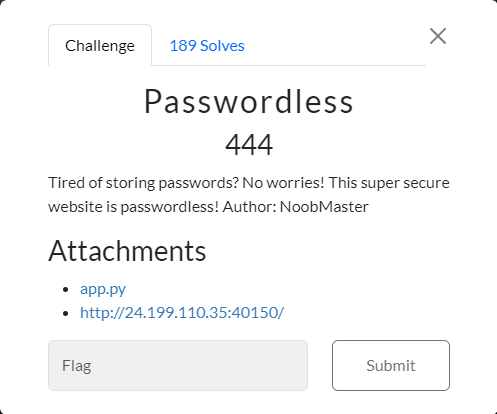 Challenge
189 Solves
Passwordless
444
Tired of storing passwords? No worries! This super secure
website is passwordless! Author: NoobMaster
Attachments
app.py
http://24.199.110.35:40150/
Flag
Submit